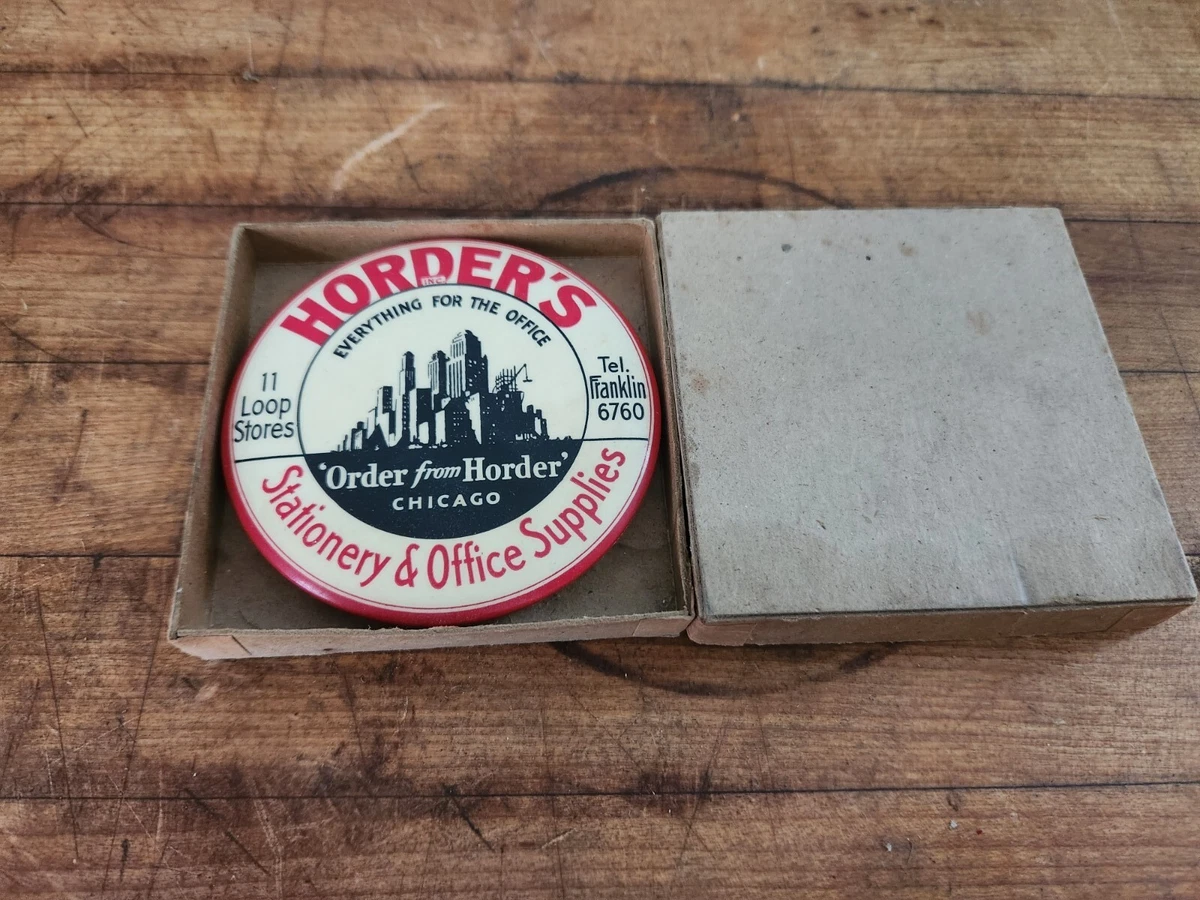 HORDER'S
INC.
EVERYTHING FOR THE OFFICE
11
Loop
Stores
Tel.
Franklin
6760
'Order from Horder'
CHICAGO
Stationery & Office Supplies